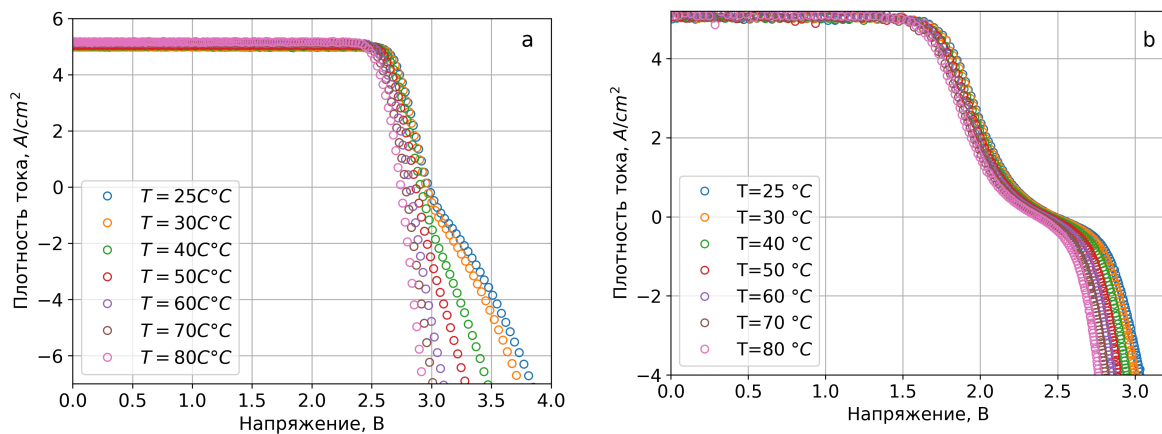 a
6
4
2
0
−2
−4
−6
Плотность тока, A/cm²
T = 25C°C
T = 30C°C
T = 40C°C
T = 50C°C
T = 60C°C
T = 70C°C
T = 80C°C
0.0 0.5 1.0 1.5 2.0 2.5 3.0 3.5 4.0
Напряжение, В
b
4
2
0
−2
−4
Плотность тока, A/cm²
T=25 °C
T=30 °C
T=40 °C
T=50 °C
T=60 °C
T=70 °C
T=80 °C
0.0 0.5 1.0 1.5 2.0 2.5 3.0
Напряжение, В